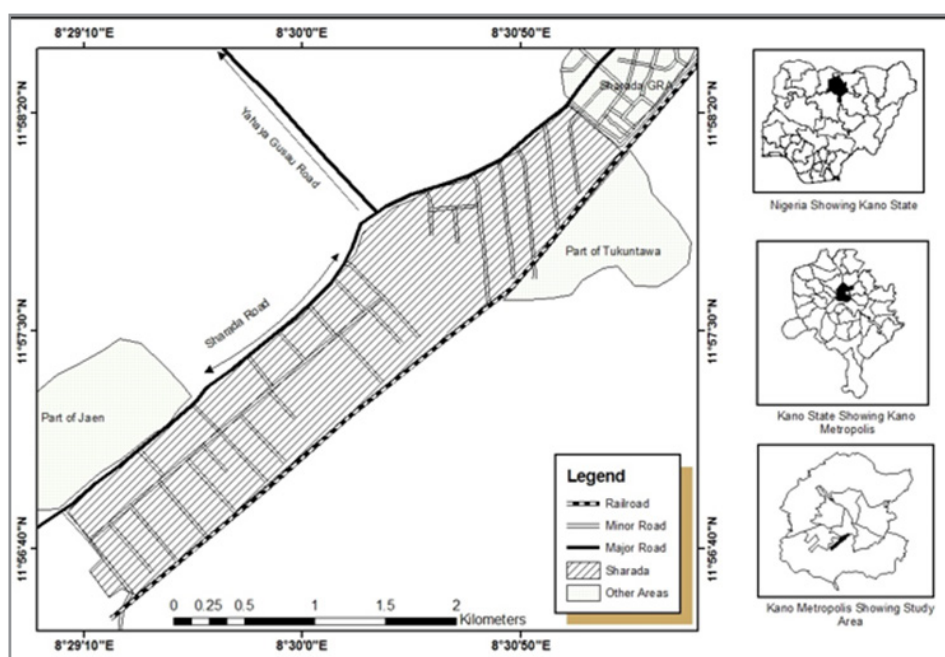 8°29'10"E 8°30'0"E 8°30'50"E
11°58'20"N
11°57'30"N
11°56'40"N
Yahaya Gusau Road
Sharada GRA
Part of Tukuntawa
Sharada Road
Part of Jaen
Legend
Railroad
Minor Road
Major Road
Sharada
Other Areas
0 0.25 0.5 1 1.5 2
Kilometers
11°58'20"N
11°57'30"N
11°56'40"N
8°29'10"E 8°30'0"E 8°30'50"E
Nigeria Showing Kano State
Kano State Showing Kano
Metropolis
Kano Metropolis Showing Study
Area